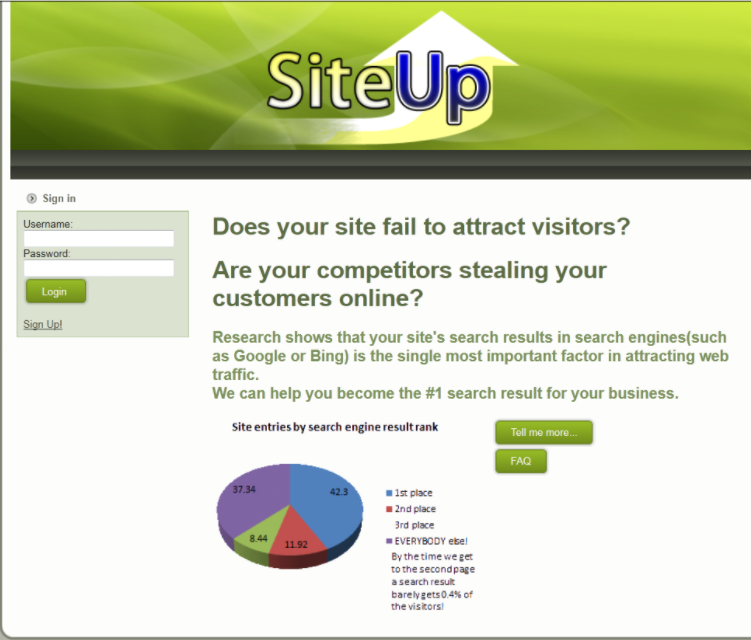 SiteUp
Sign in
Username:
Password:
Login
Sign Up!
Does your site fail to attract visitors?
Are your competitors stealing your
customers online?
Research shows that your site's search results in search engines(such
as Google or Bing) is the single most important factor in attracting web
traffic.
We can help you become the #1 search result for your business.
Site entries by search engine result rank
37.34
42.3
8.44
11.92
1st place
2nd place
3rd place
EVERYBODY else!
By the time we get
to the second page
a search result
barely gets 0.4% of
the visitors!
Tell me more...
FAQ